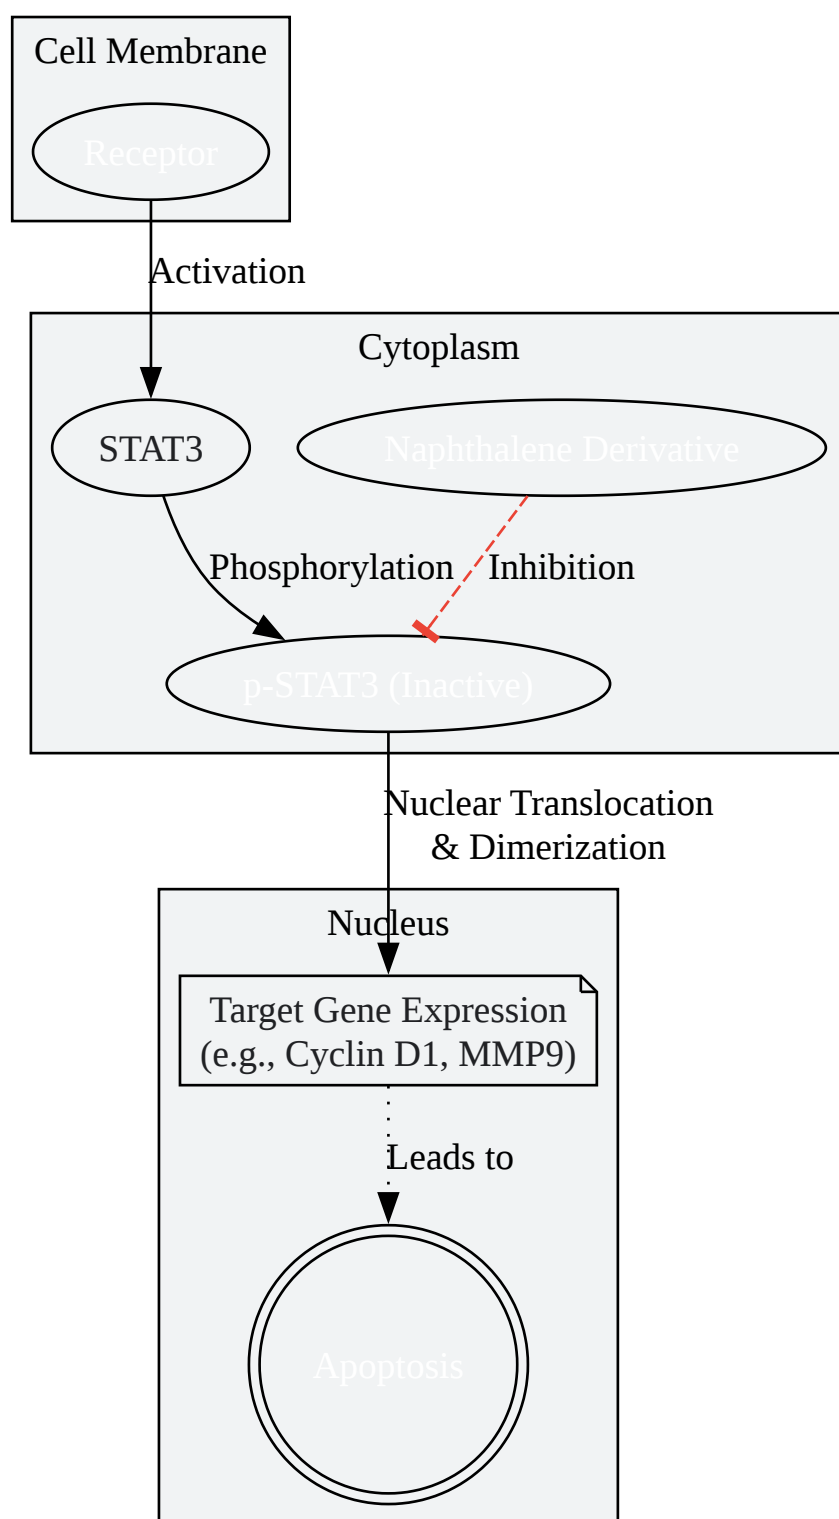 Cell Membrane
Receptor
Activation
Cytoplasm
STAT3
Naphthalene Derivative
Phosphorylation
Inhibition
p-STAT3 (Inactive)
Nuclear Translocation
& Dimerization
Nucleus
Target Gene Expression
(e.g., Cyclin D1, MMP9)
Leads to
Apoptosis